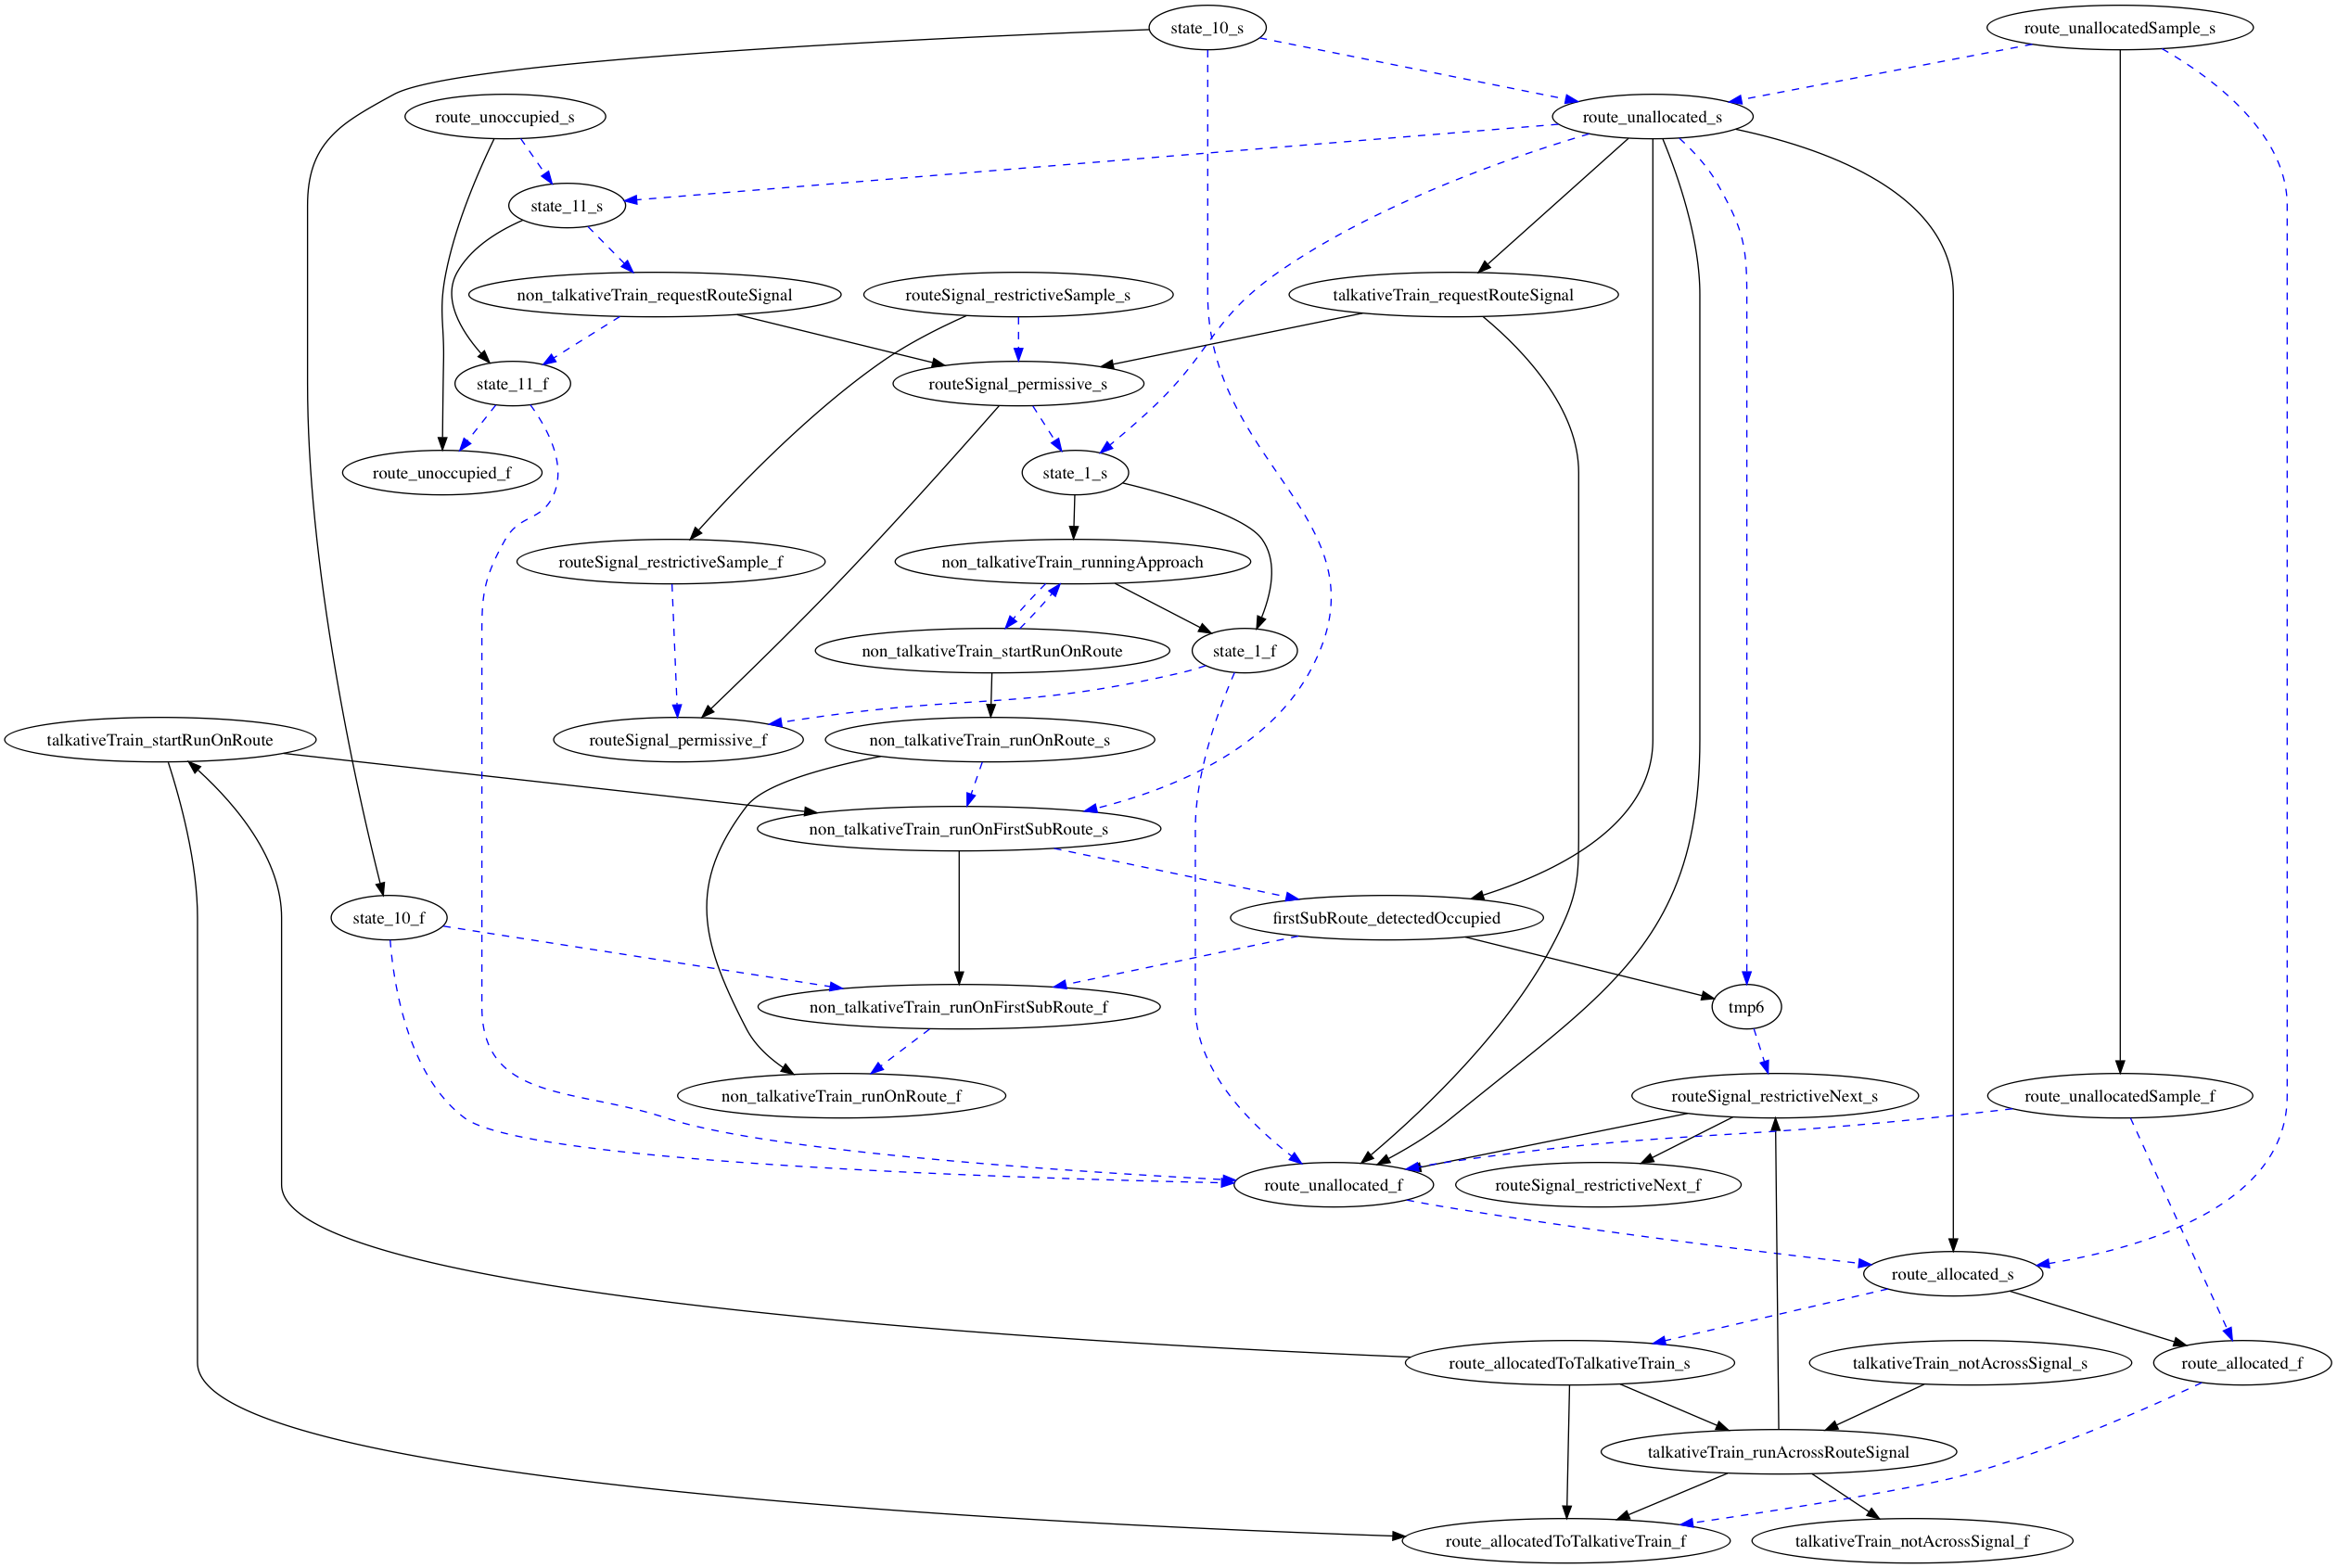 state_10_s
route_unallocatedSample_s
route_unoccupied_s
route_unallocated_s
state_11_s
non_talkativeTrain_requestRouteSignal
routeSignal_restrictiveSample_s
talkativeTrain_requestRouteSignal
state_11_f
routeSignal_permissive_s
route_unoccupied_f
state_1_s
routeSignal_restrictiveSample_f
non_talkativeTrain_runningApproach
non_talkativeTrain_startRunOnRoute
state_1_f
talkativeTrain_startRunOnRoute
routeSignal_permissive_f
non_talkativeTrain_runOnRoute_s
non_talkativeTrain_runOnFirstSubRoute_s
state_10_f
firstSubRoute_detectedOccupied
non_talkativeTrain_runOnFirstSubRoute_f
tmp6
non_talkativeTrain_runOnRoute_f
routeSignal_restrictiveNext_s
route_unallocatedSample_f
route_unallocated_f
routeSignal_restrictiveNext_f
route_allocated_s
route_allocatedToTalkativeTrain_s
talkativeTrain_notAcrossSignal_s
route_allocated_f
talkativeTrain_runAcrossRouteSignal
route_allocatedToTalkativeTrain_f
talkativeTrain_notAcrossSignal_f